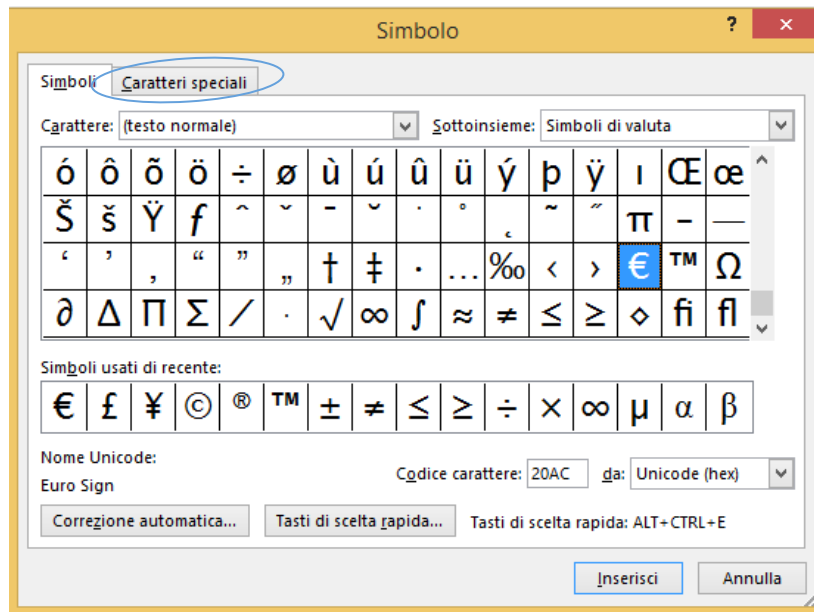 Simbolo
? ×
Simboli Caratteri speciali
Carattere: (testo normale) Sottoinsieme: Simboli di valuta
ó ô õ ö ÷ ø ù ú û ü ý þ ÿ ı Œ œ
Š š Ÿ ƒ ˆ ˇ ˉ ˘ ˙ ˚ ˛ ˜ ˝ π – —
‘ ’ ‚ “ ” „ † ‡ • … ‰ ‹ › € ™ Ω
∂ ∆ ∏ ∑ ∕ ∙ √ ∞ ∫ ≈ ≠ ≤ ≥ ◊ ﬁ ﬂ
Simboli usati di recente:
€ £ ¥ © ® ™ ± ≠ ≤ ≥ ÷ × ∞ µ α β
Nome Unicode:
Euro Sign
Codice carattere: 20AC da: Unicode (hex)
Correzione automatica... Tasti di scelta rapida... Tasti di scelta rapida: ALT+CTRL+E
Inserisci Annulla